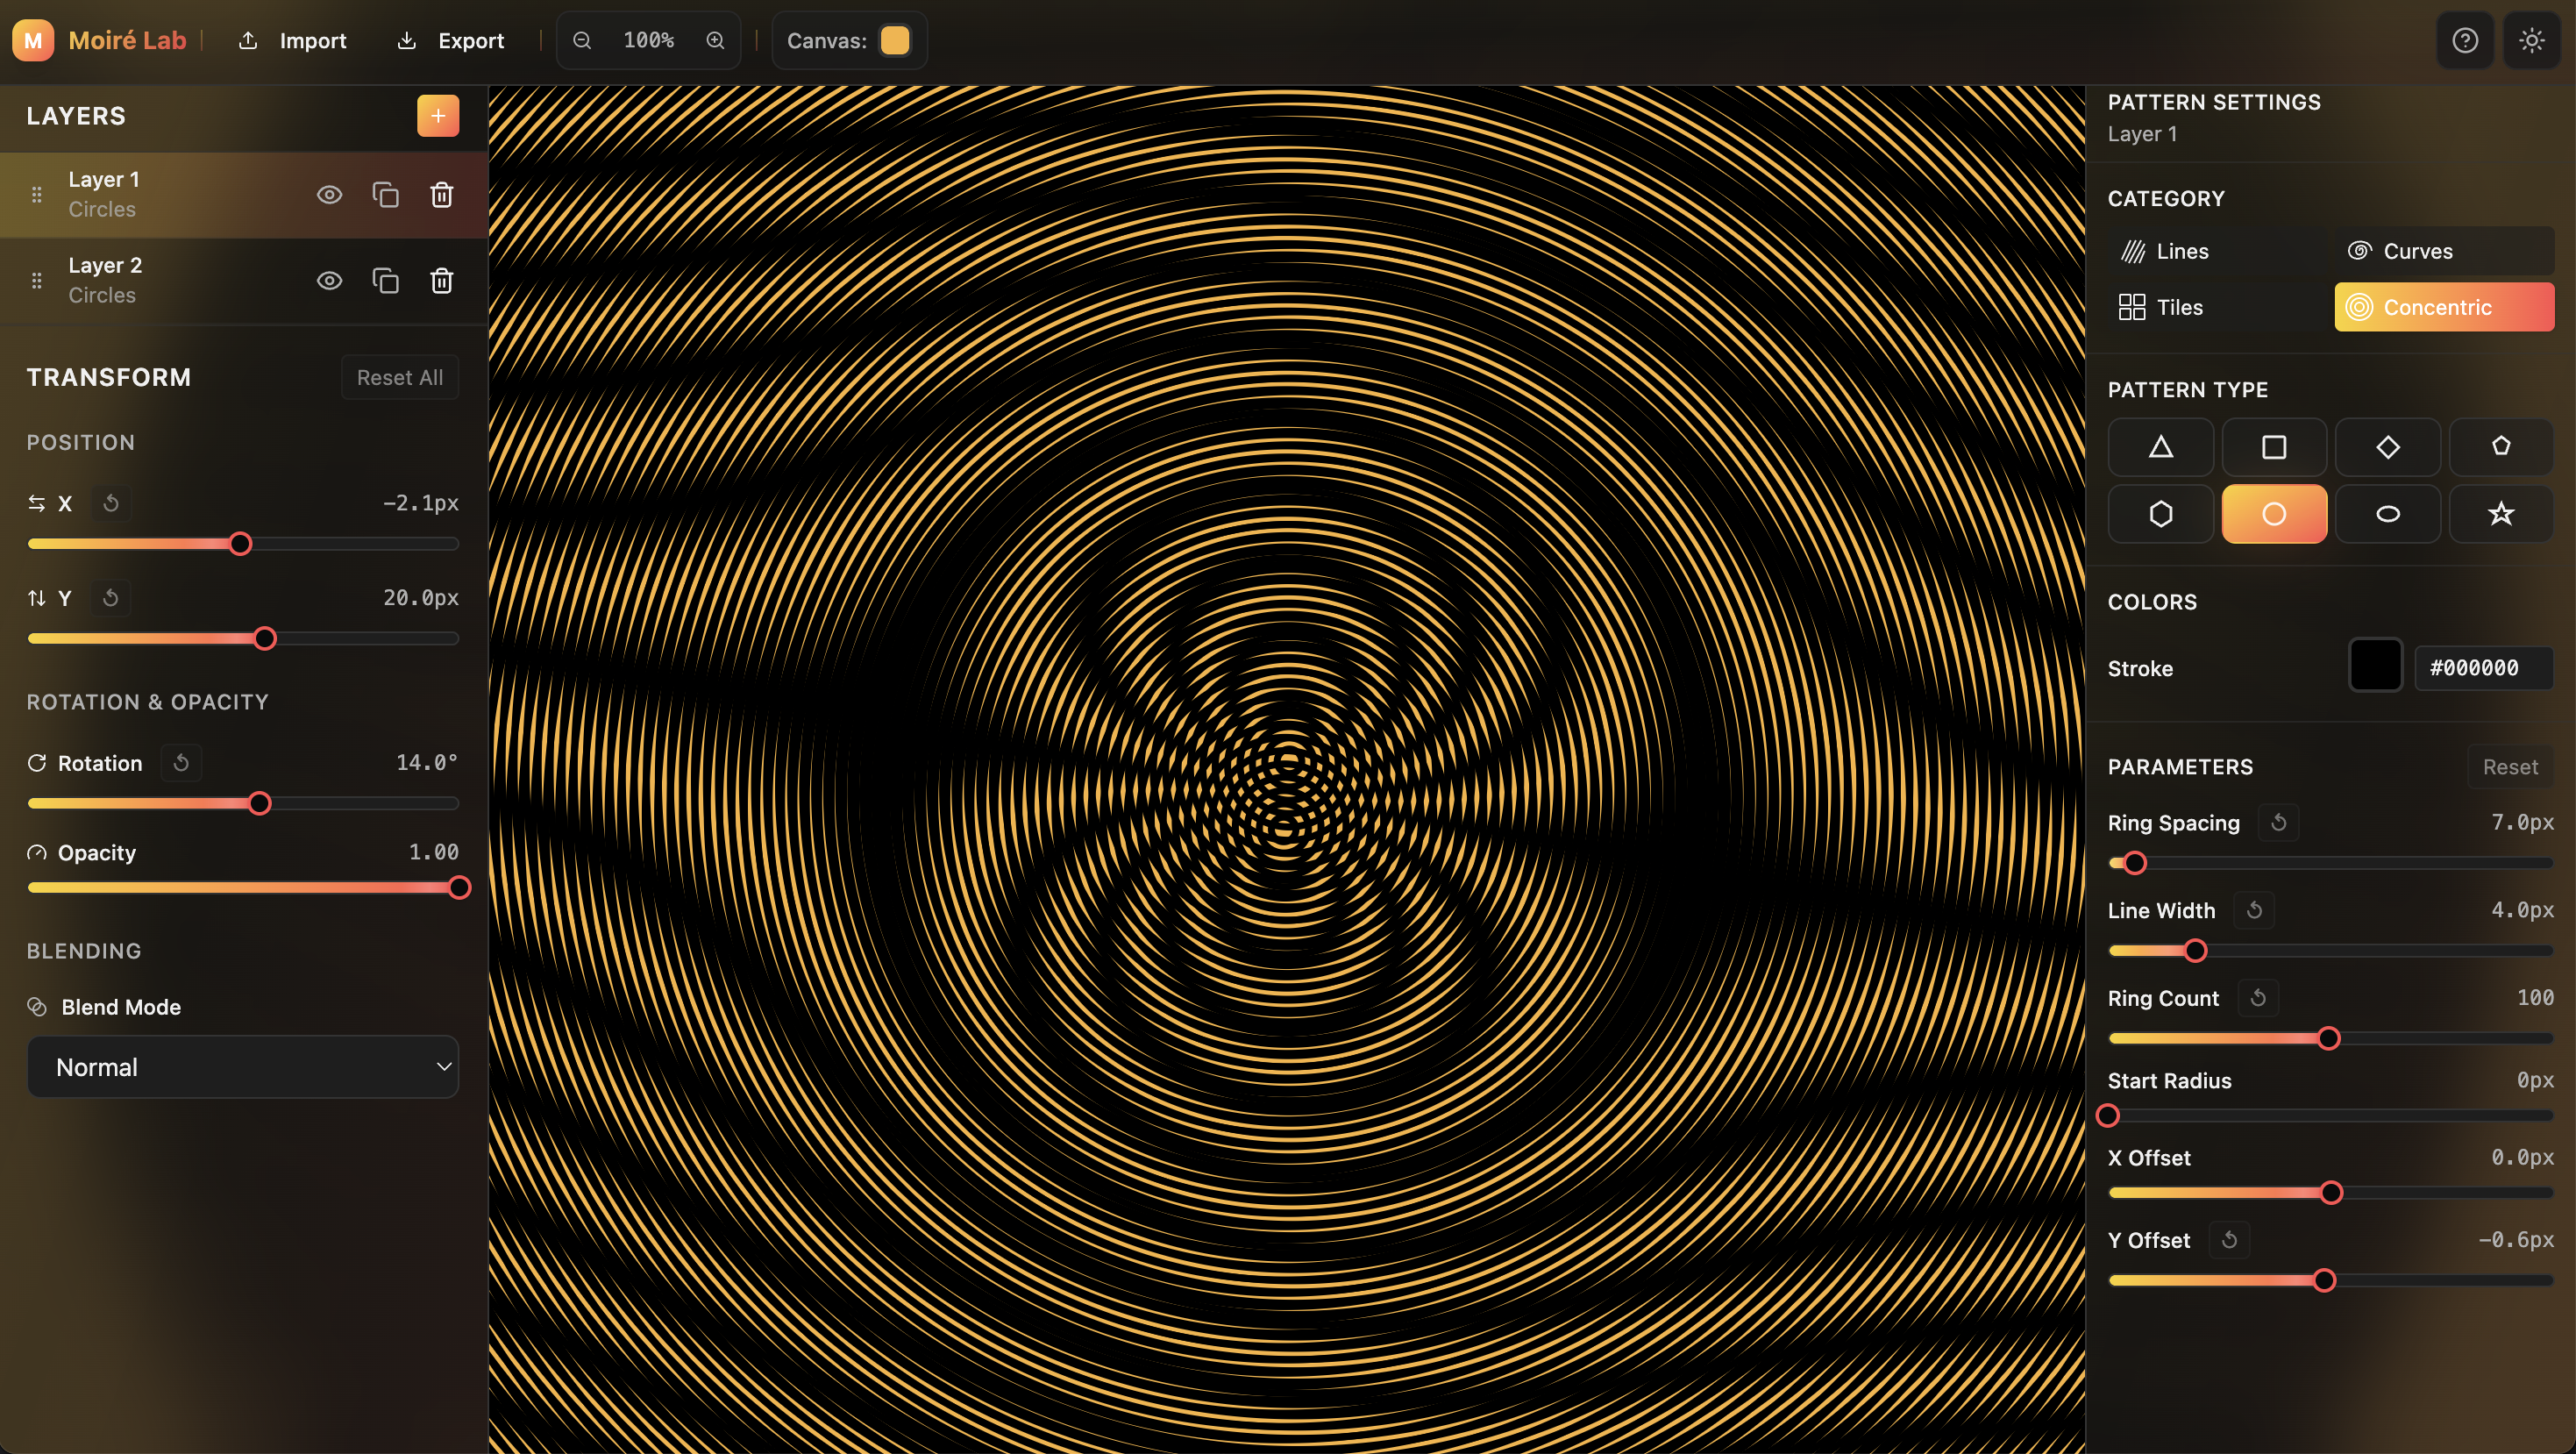 M Moiré Lab Import Export 100% Canvas:
LAYERS
Layer 1
Circles
Layer 2
Circles
TRANSFORM Reset All
POSITION
X −2.1px
Y 20.0px
ROTATION & OPACITY
Rotation 14.0°
Opacity 1.00
BLENDING
Blend Mode
Normal
PATTERN SETTINGS
Layer 1
CATEGORY
Lines Curves
Tiles Concentric
PATTERN TYPE
COLORS
Stroke #000000
PARAMETERS Reset
Ring Spacing 7.0px
Line Width 4.0px
Ring Count 100
Start Radius 0px
X Offset 0.0px
Y Offset −0.6px